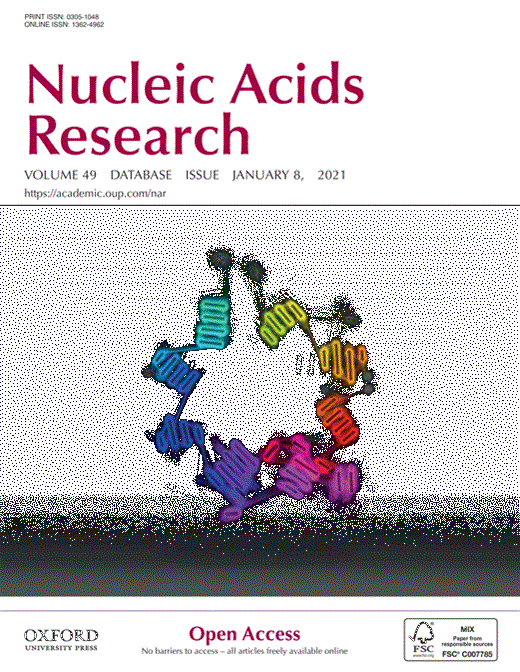 PRINT ISSN: 0305-1048
ONLINE ISSN: 1362-4962
Nucleic Acids
Research
VOLUME 49 DATABASE ISSUE JANUARY 8, 2021
https://academic.oup.com/nar
OXFORD
UNIVERSITY PRESS
Open Access
No barriers to access – all articles freely available online
FSC
www.fsc.org
MIX
Paper from
responsible sources
FSC® C007785